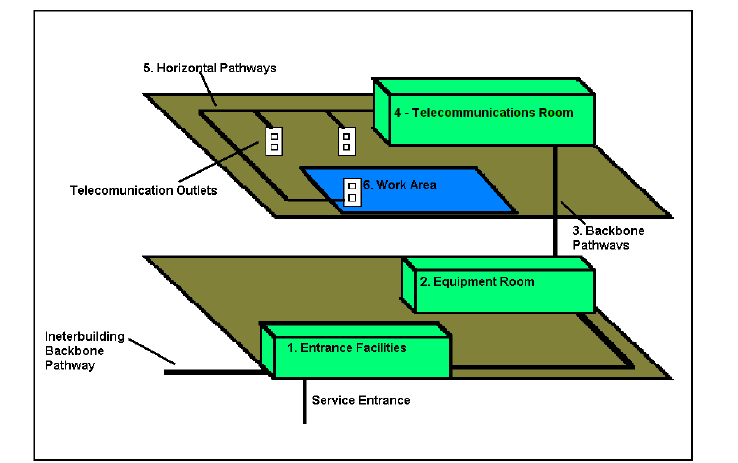 5. Horizontal Pathways
4 - Telecommunications Room
Telecomunication Outlets
6. Work Area
3. Backbone
Pathways
2. Equipment Room
Ineterbuilding
Backbone
Pathway
1. Entrance Facilities
Service Entrance